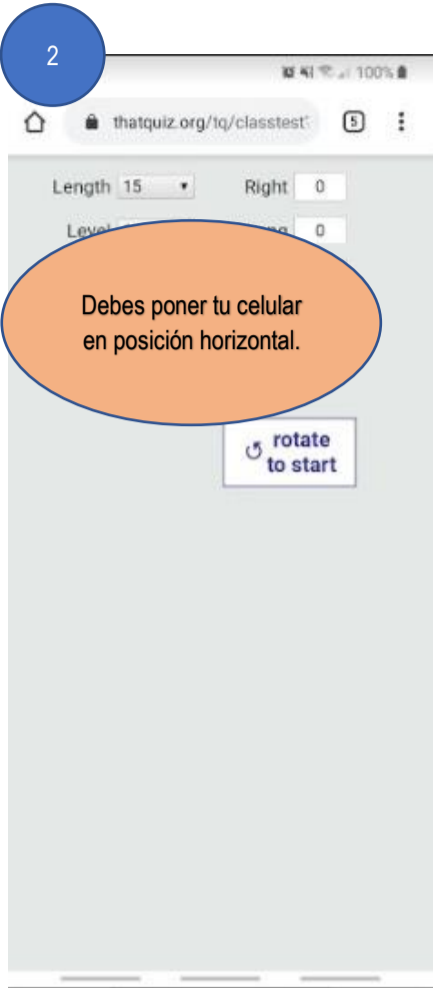 2
100%
thatquiz.org/tq/classtest
5
Length 15 Right 0
Level 0
Debes poner tu celular
en posición horizontal.
rotate
to start